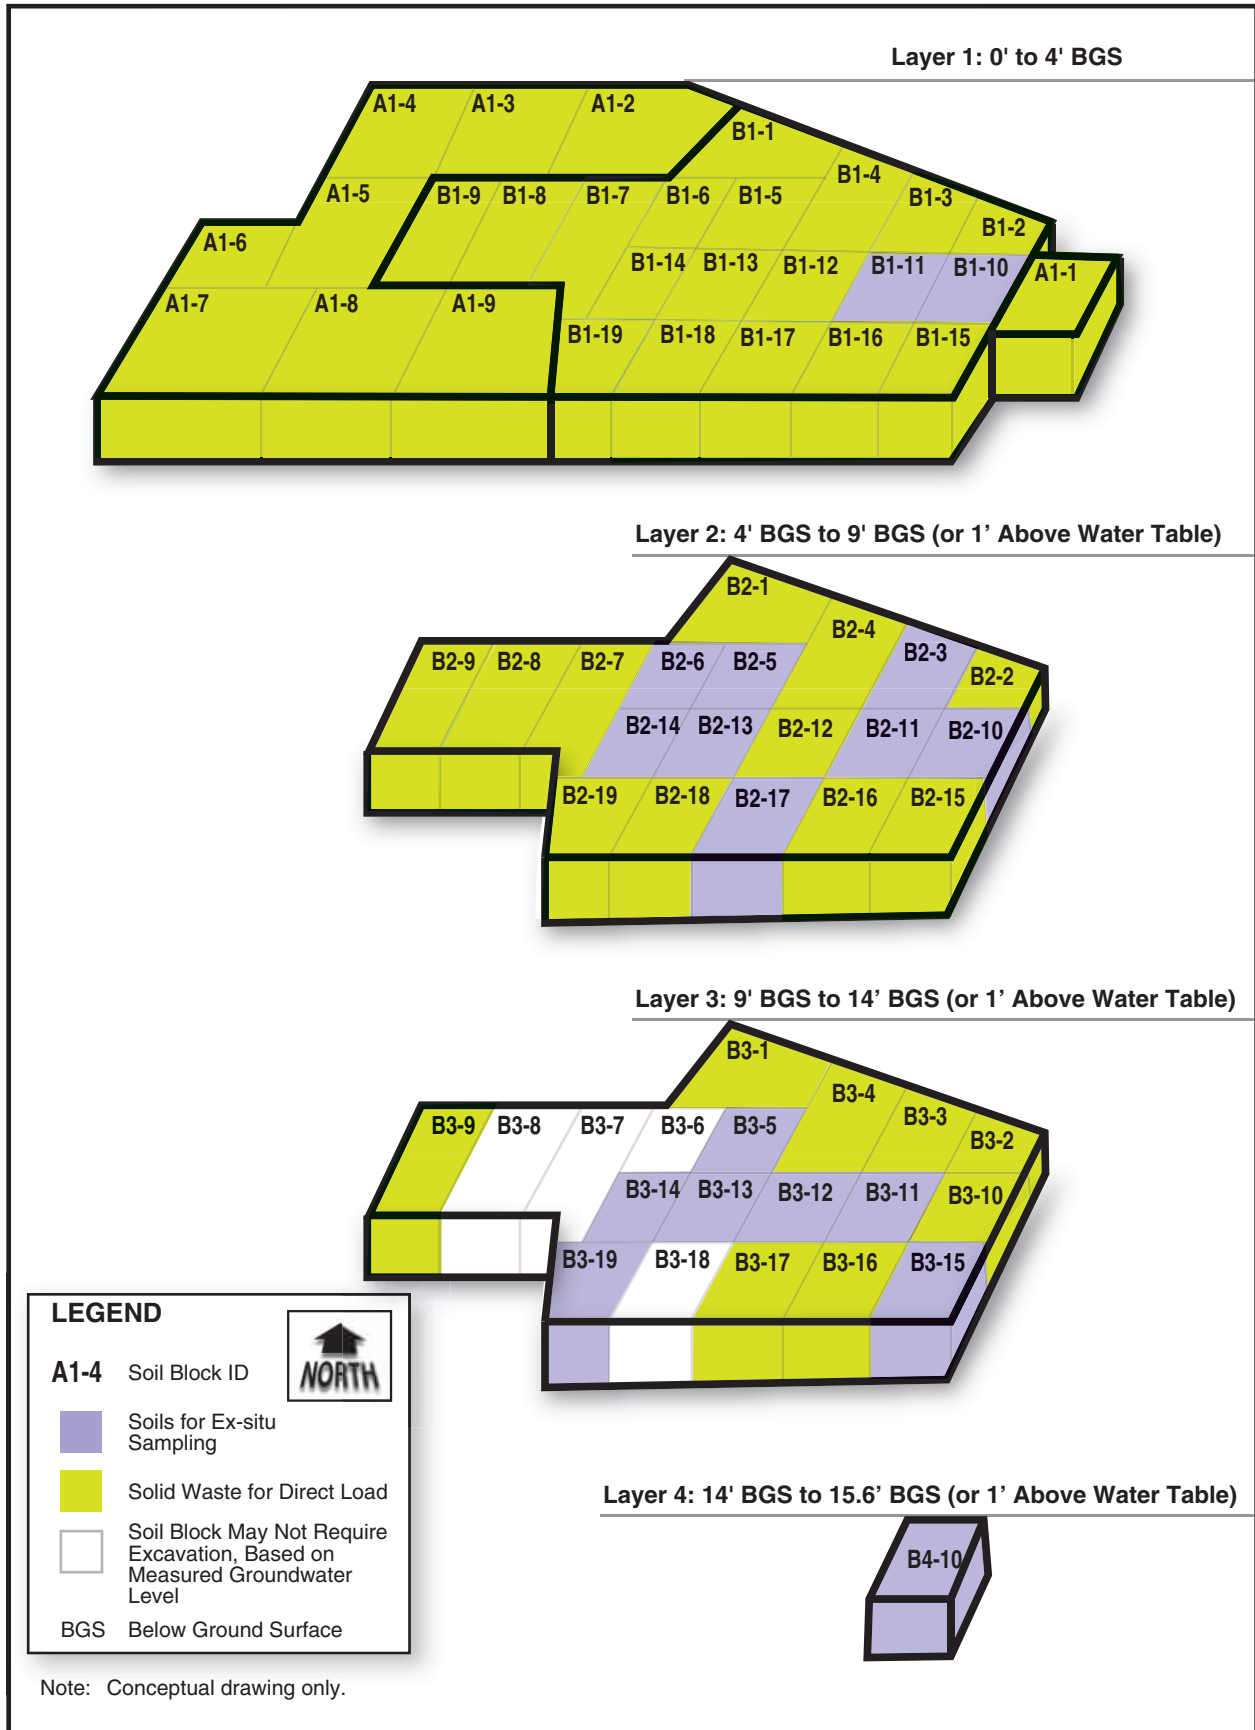 Layer 1: 0' to 4' BGS
A1-4 A1-3 A1-2
B1-1
B1-4
A1-5 B1-9 B1-8 B1-7 B1-6 B1-5 B1-3
A1-6 B1-2
B1-14 B1-13 B1-12 B1-11 B1-10 A1-1
A1-7 A1-8 A1-9
B1-19 B1-18 B1-17 B1-16 B1-15
Layer 2: 4' BGS to 9' BGS (or 1’ Above Water Table)
B2-1
B2-4
B2-9 B2-8 B2-7 B2-6 B2-5 B2-3
B2-2
B2-14 B2-13 B2-12 B2-11 B2-10
B2-19 B2-18 B2-17 B2-16 B2-15
Layer 3: 9' BGS to 14’ BGS (or 1’ Above Water Table)
B3-1
B3-4
B3-9 B3-8 B3-7 B3-6 B3-5 B3-3
B3-2
B3-14 B3-13 B3-12 B3-11 B3-10
B3-19 B3-18 B3-17 B3-16 B3-15
LEGEND
NORTH
A1-4 Soil Block ID
Soils for Ex-situ
Sampling
Solid Waste for Direct Load
Soil Block May Not Require
Excavation, Based on
Measured Groundwater
Level
BGS Below Ground Surface
Layer 4: 14' BGS to 15.6’ BGS (or 1’ Above Water Table)
B4-10
Note: Conceptual drawing only.